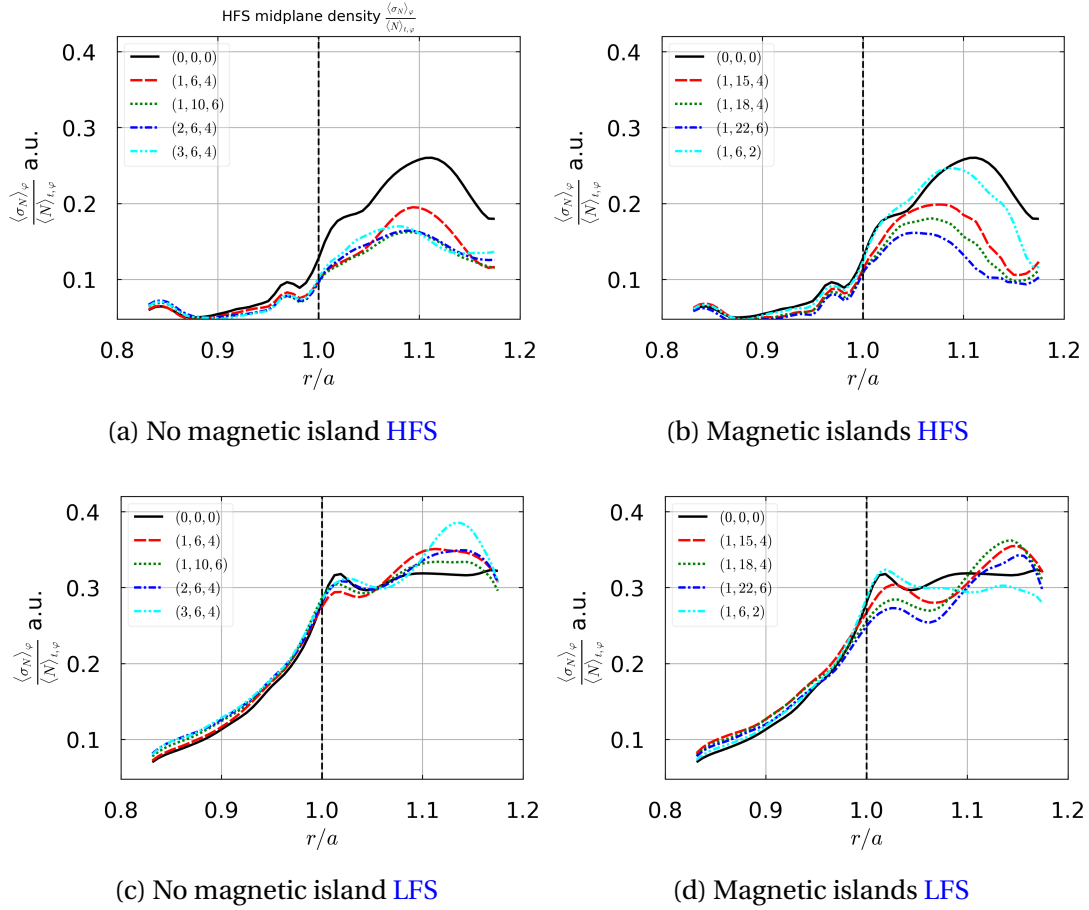 HFS midplane density ⟨σ_N⟩_φ / ⟨N⟩_{t,φ}
⟨σ_N⟩_φ / ⟨N⟩_{t,φ} a.u.
0.4
0.3
0.2
0.1
(0, 0, 0)
(1, 6, 4)
(1, 10, 6)
(2, 6, 4)
(3, 6, 4)
0.8 0.9 1.0 1.1 1.2
r/a
(a) No magnetic island HFS
⟨σ_N⟩_φ / ⟨N⟩_{t,φ} a.u.
0.4
0.3
0.2
0.1
(0, 0, 0)
(1, 15, 4)
(1, 18, 4)
(1, 22, 6)
(1, 6, 2)
0.8 0.9 1.0 1.1 1.2
r/a
(b) Magnetic islands HFS
⟨σ_N⟩_φ / ⟨N⟩_{t,φ} a.u.
0.4
0.3
0.2
0.1
(0, 0, 0)
(1, 6, 4)
(1, 10, 6)
(2, 6, 4)
(3, 6, 4)
0.8 0.9 1.0 1.1 1.2
r/a
(c) No magnetic island LFS
⟨σ_N⟩_φ / ⟨N⟩_{t,φ} a.u.
0.4
0.3
0.2
0.1
(0, 0, 0)
(1, 15, 4)
(1, 18, 4)
(1, 22, 6)
(1, 6, 2)
0.8 0.9 1.0 1.1 1.2
r/a
(d) Magnetic islands LFS